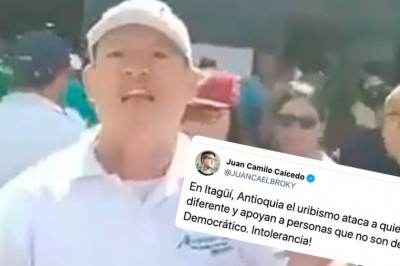 Juan Camilo Caicedo
@JUANCAELBROKY
En Itagüí, Antioquia el uribismo ataca a quie
diferente y apoyan a personas que no son de
Democrático. Intolerancia!